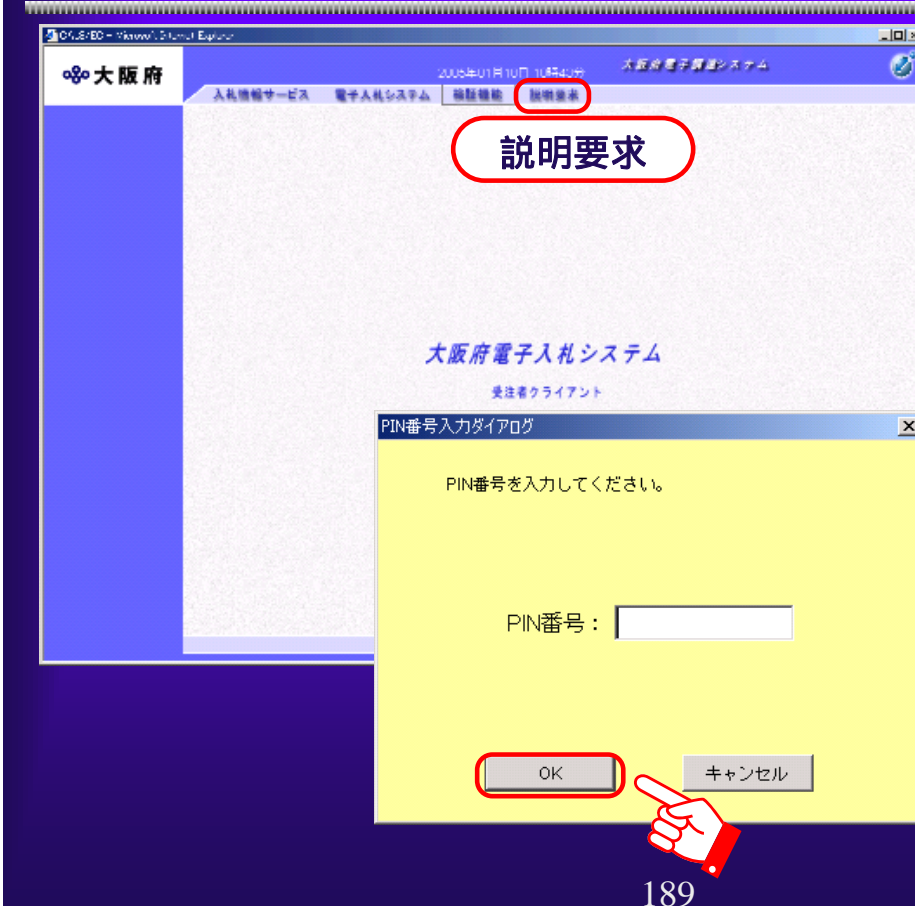 大阪府
2005年01月10日 10時43分
大阪府電子調達システム
入札情報サービス 電子入札システム 検証機能 説明要求
説明要求
大阪府電子入札システム
受注者クライアント
PIN番号入力ダイアログ
PIN番号を入力してください。
PIN番号：
OK キャンセル
189